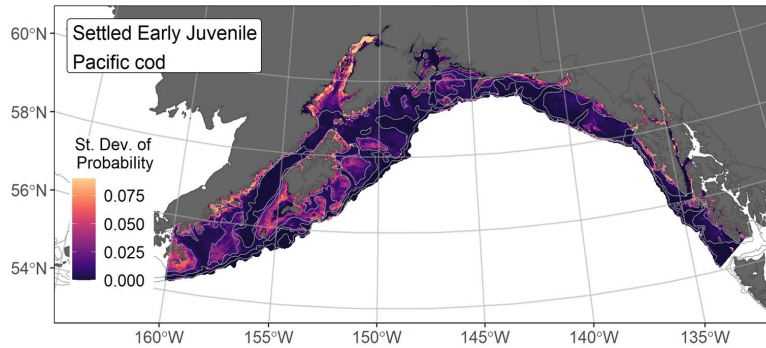 Settled Early Juvenile
Pacific cod
60°N
58°N
56°N
54°N
St. Dev. of
Probability
0.075
0.050
0.025
0.000
160°W
155°W
150°W
145°W
140°W
135°W